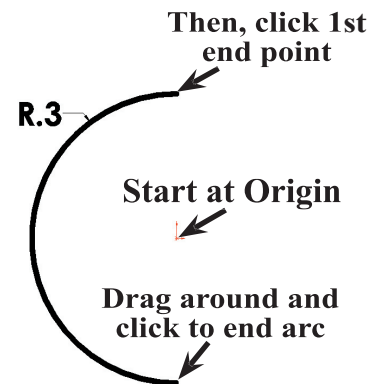 Then, click 1st
end point
R.3
Start at Origin
Drag around and
click to end arc